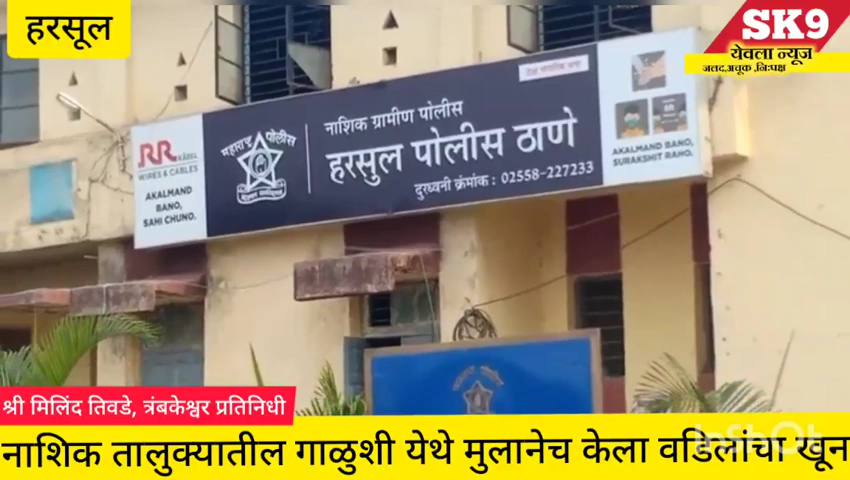 हरसूल
SK9
येवला न्यूज
जलद,अचूक,नि:पक्ष
RR KABEL
WIRES & CABLES
AKALMAND
BANO,
SAHI CHUNO.
महाराष्ट्र पोलीस
नाशिक ग्रामीण पोलीस
हरसुल पोलीस ठाणे
दुरध्वनी क्रंमांक : 02558-227233
AKALMAND BANO,
SURAKSHIT RAHO.
श्री मिलिंद तिवडे, त्रंबकेश्वर प्रतिनिधी
नाशिक तालुक्यातील गाळुशी येथे मुलानेच केला वडिलांचा खून
InShOt